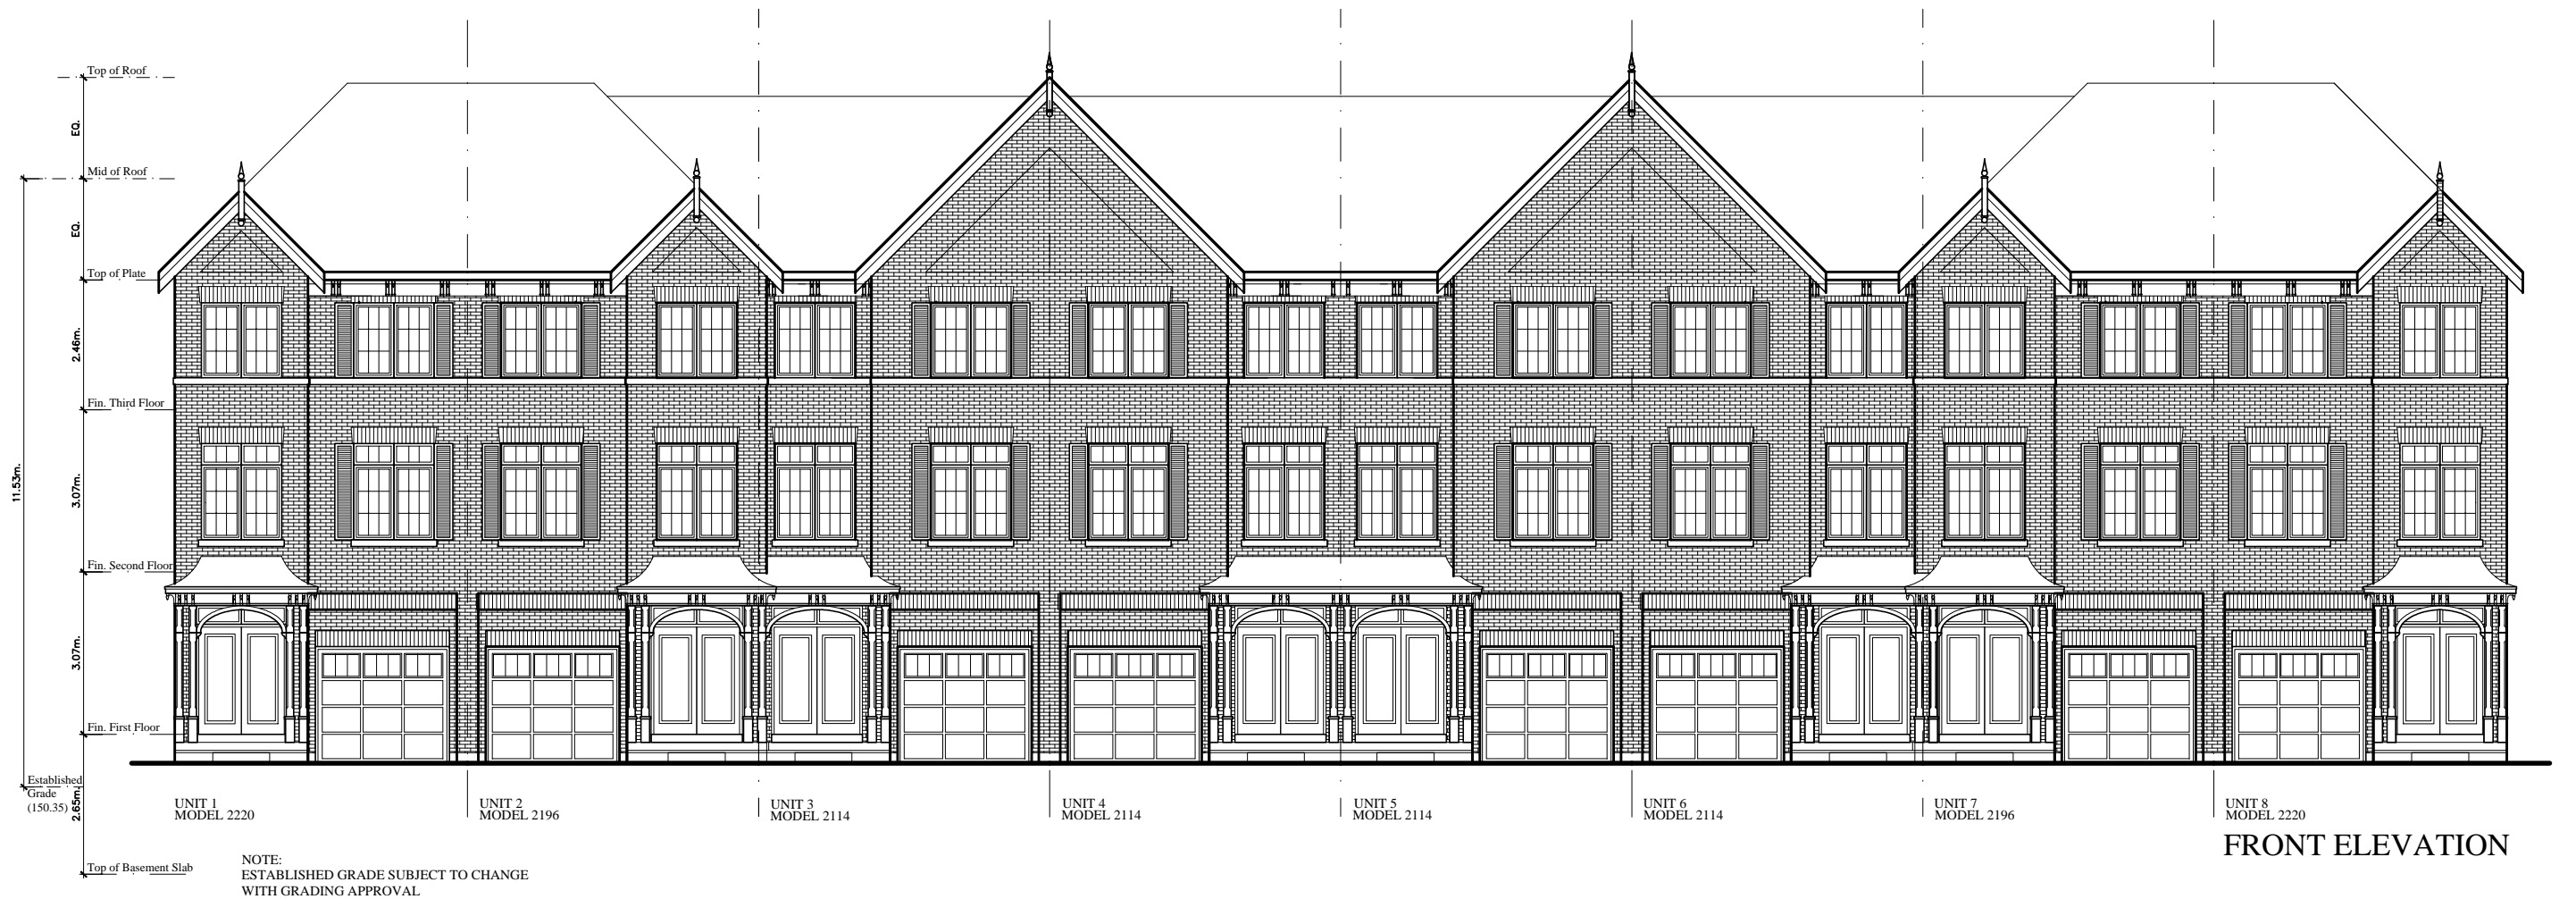 Top of Roof
EQ.
Mid of Roof
EQ.
Top of Plate
2.46m.
Fin. Third Floor
3.07m.
11.53m.
Fin. Second Floor
3.07m.
Fin. First Floor
Established
Grade
(150.35)
2.65m.
Top of Basement Slab
UNIT 1
MODEL 2220
UNIT 2
MODEL 2196
UNIT 3
MODEL 2114
UNIT 4
MODEL 2114
UNIT 5
MODEL 2114
UNIT 6
MODEL 2114
UNIT 7
MODEL 2196
UNIT 8
MODEL 2220
FRONT ELEVATION
NOTE:
ESTABLISHED GRADE SUBJECT TO CHANGE
WITH GRADING APPROVAL